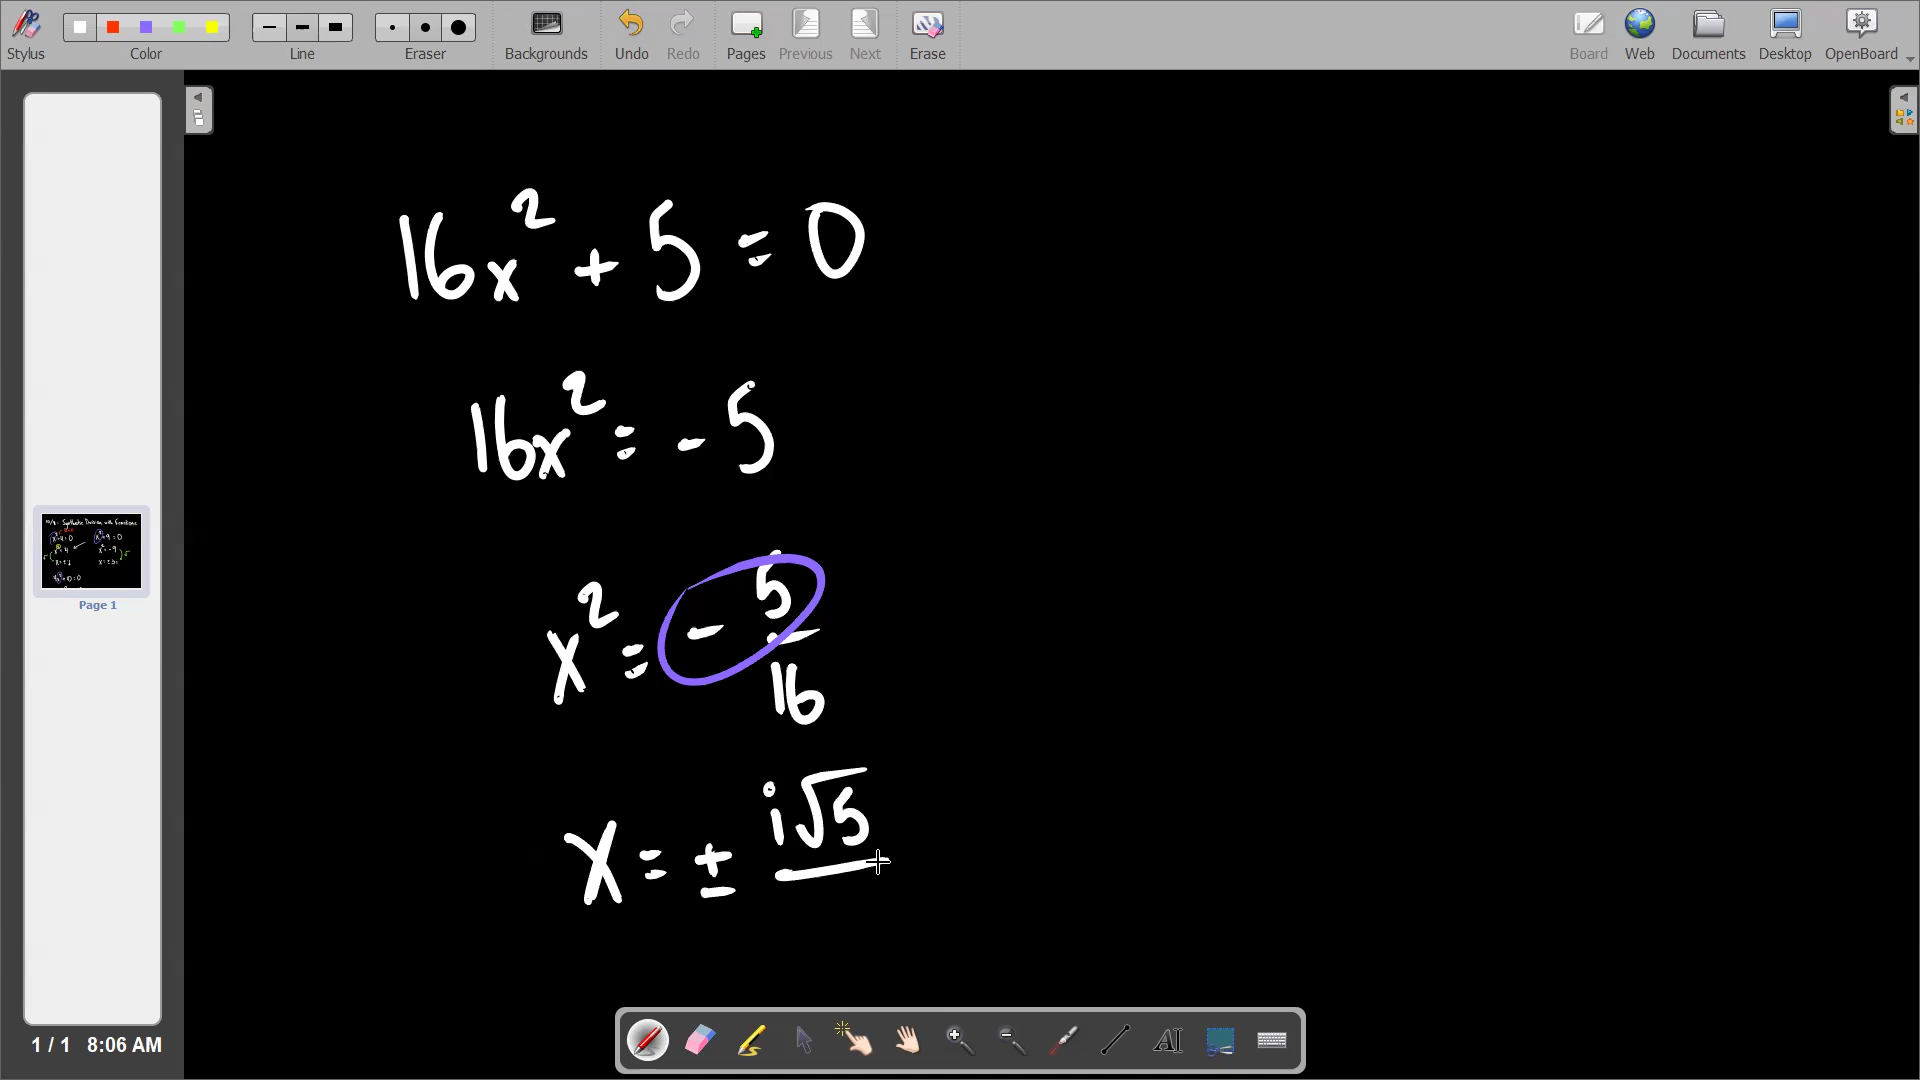 Stylus Color Line Eraser Backgrounds Undo Redo Pages Previous Next Erase Board Web Documents Desktop OpenBoard
16x² + 5 = 0
16x² = - 5
x² = - 5/16
x = ± i√5
Page 1
1 / 1 8:06 AM